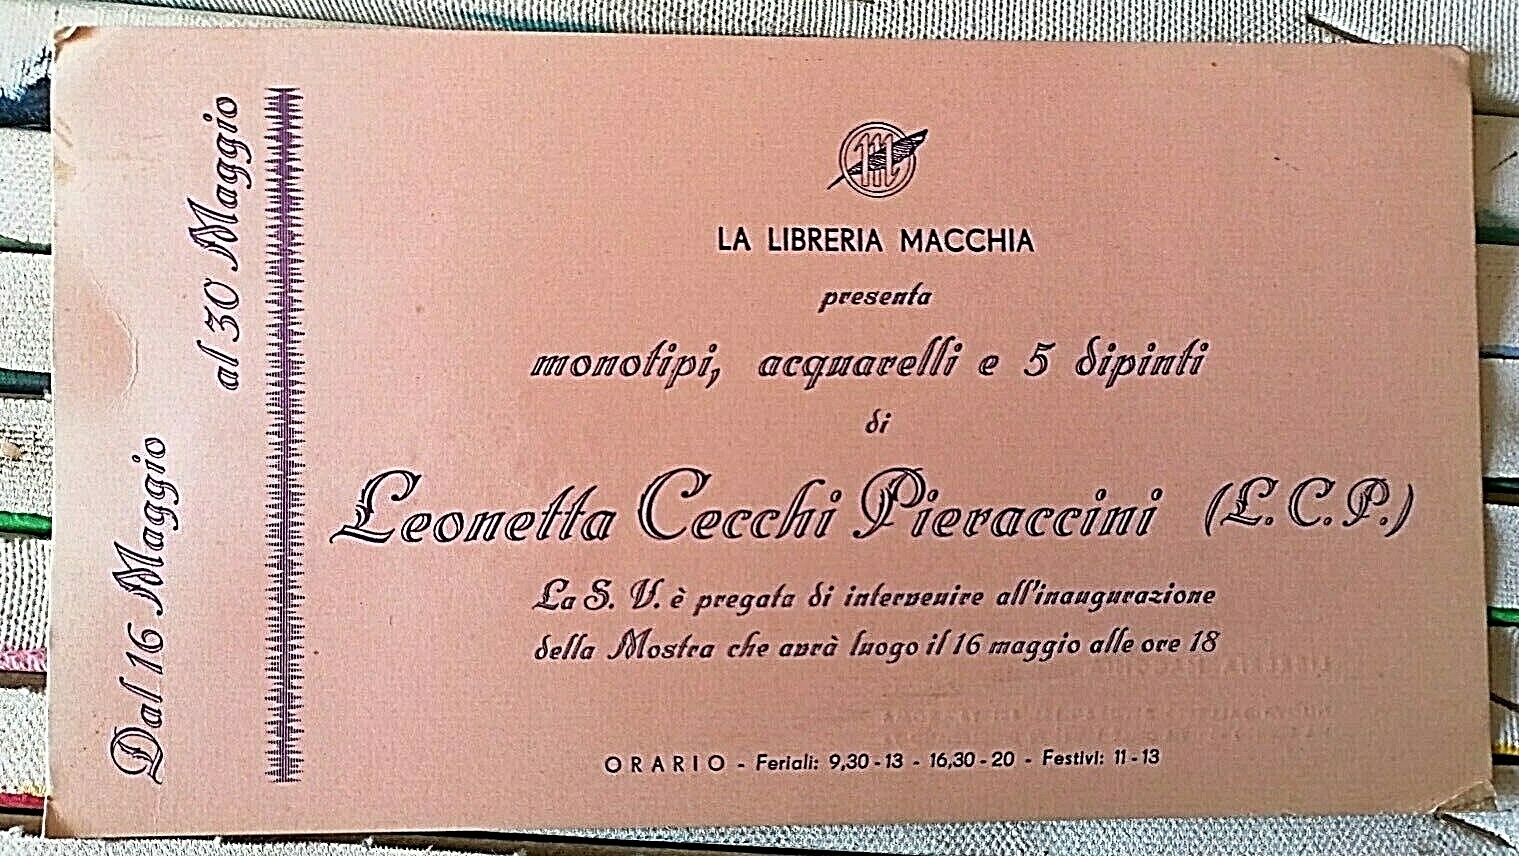 Dal 16 Maggio
al 30 Maggio
LA LIBRERIA MACCHIA
presenta
monotipi, acquarelli e 5 dipinti
di
Leonetta Cecchi Pieraccini (L.C.P.)
La S. V. è pregata di intervenire all'inaugurazione
della Mostra che avrà luogo il 16 maggio alle ore 18
ORARIO - Feriali: 9,30-13 - 16,30-20 - Festivi: 11-13